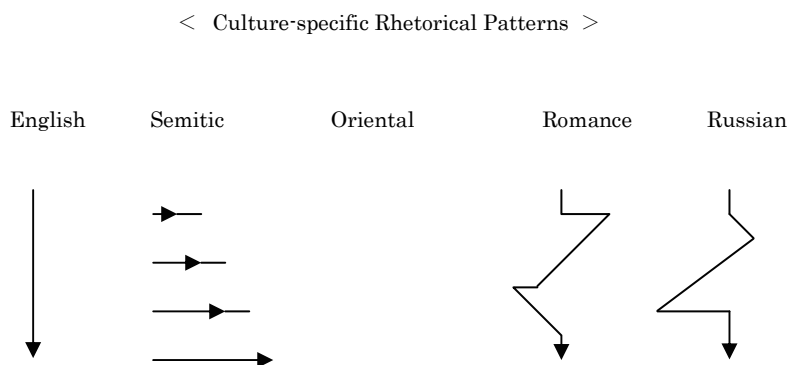 < Culture-specific Rhetorical Patterns >
English Semitic Oriental Romance Russian